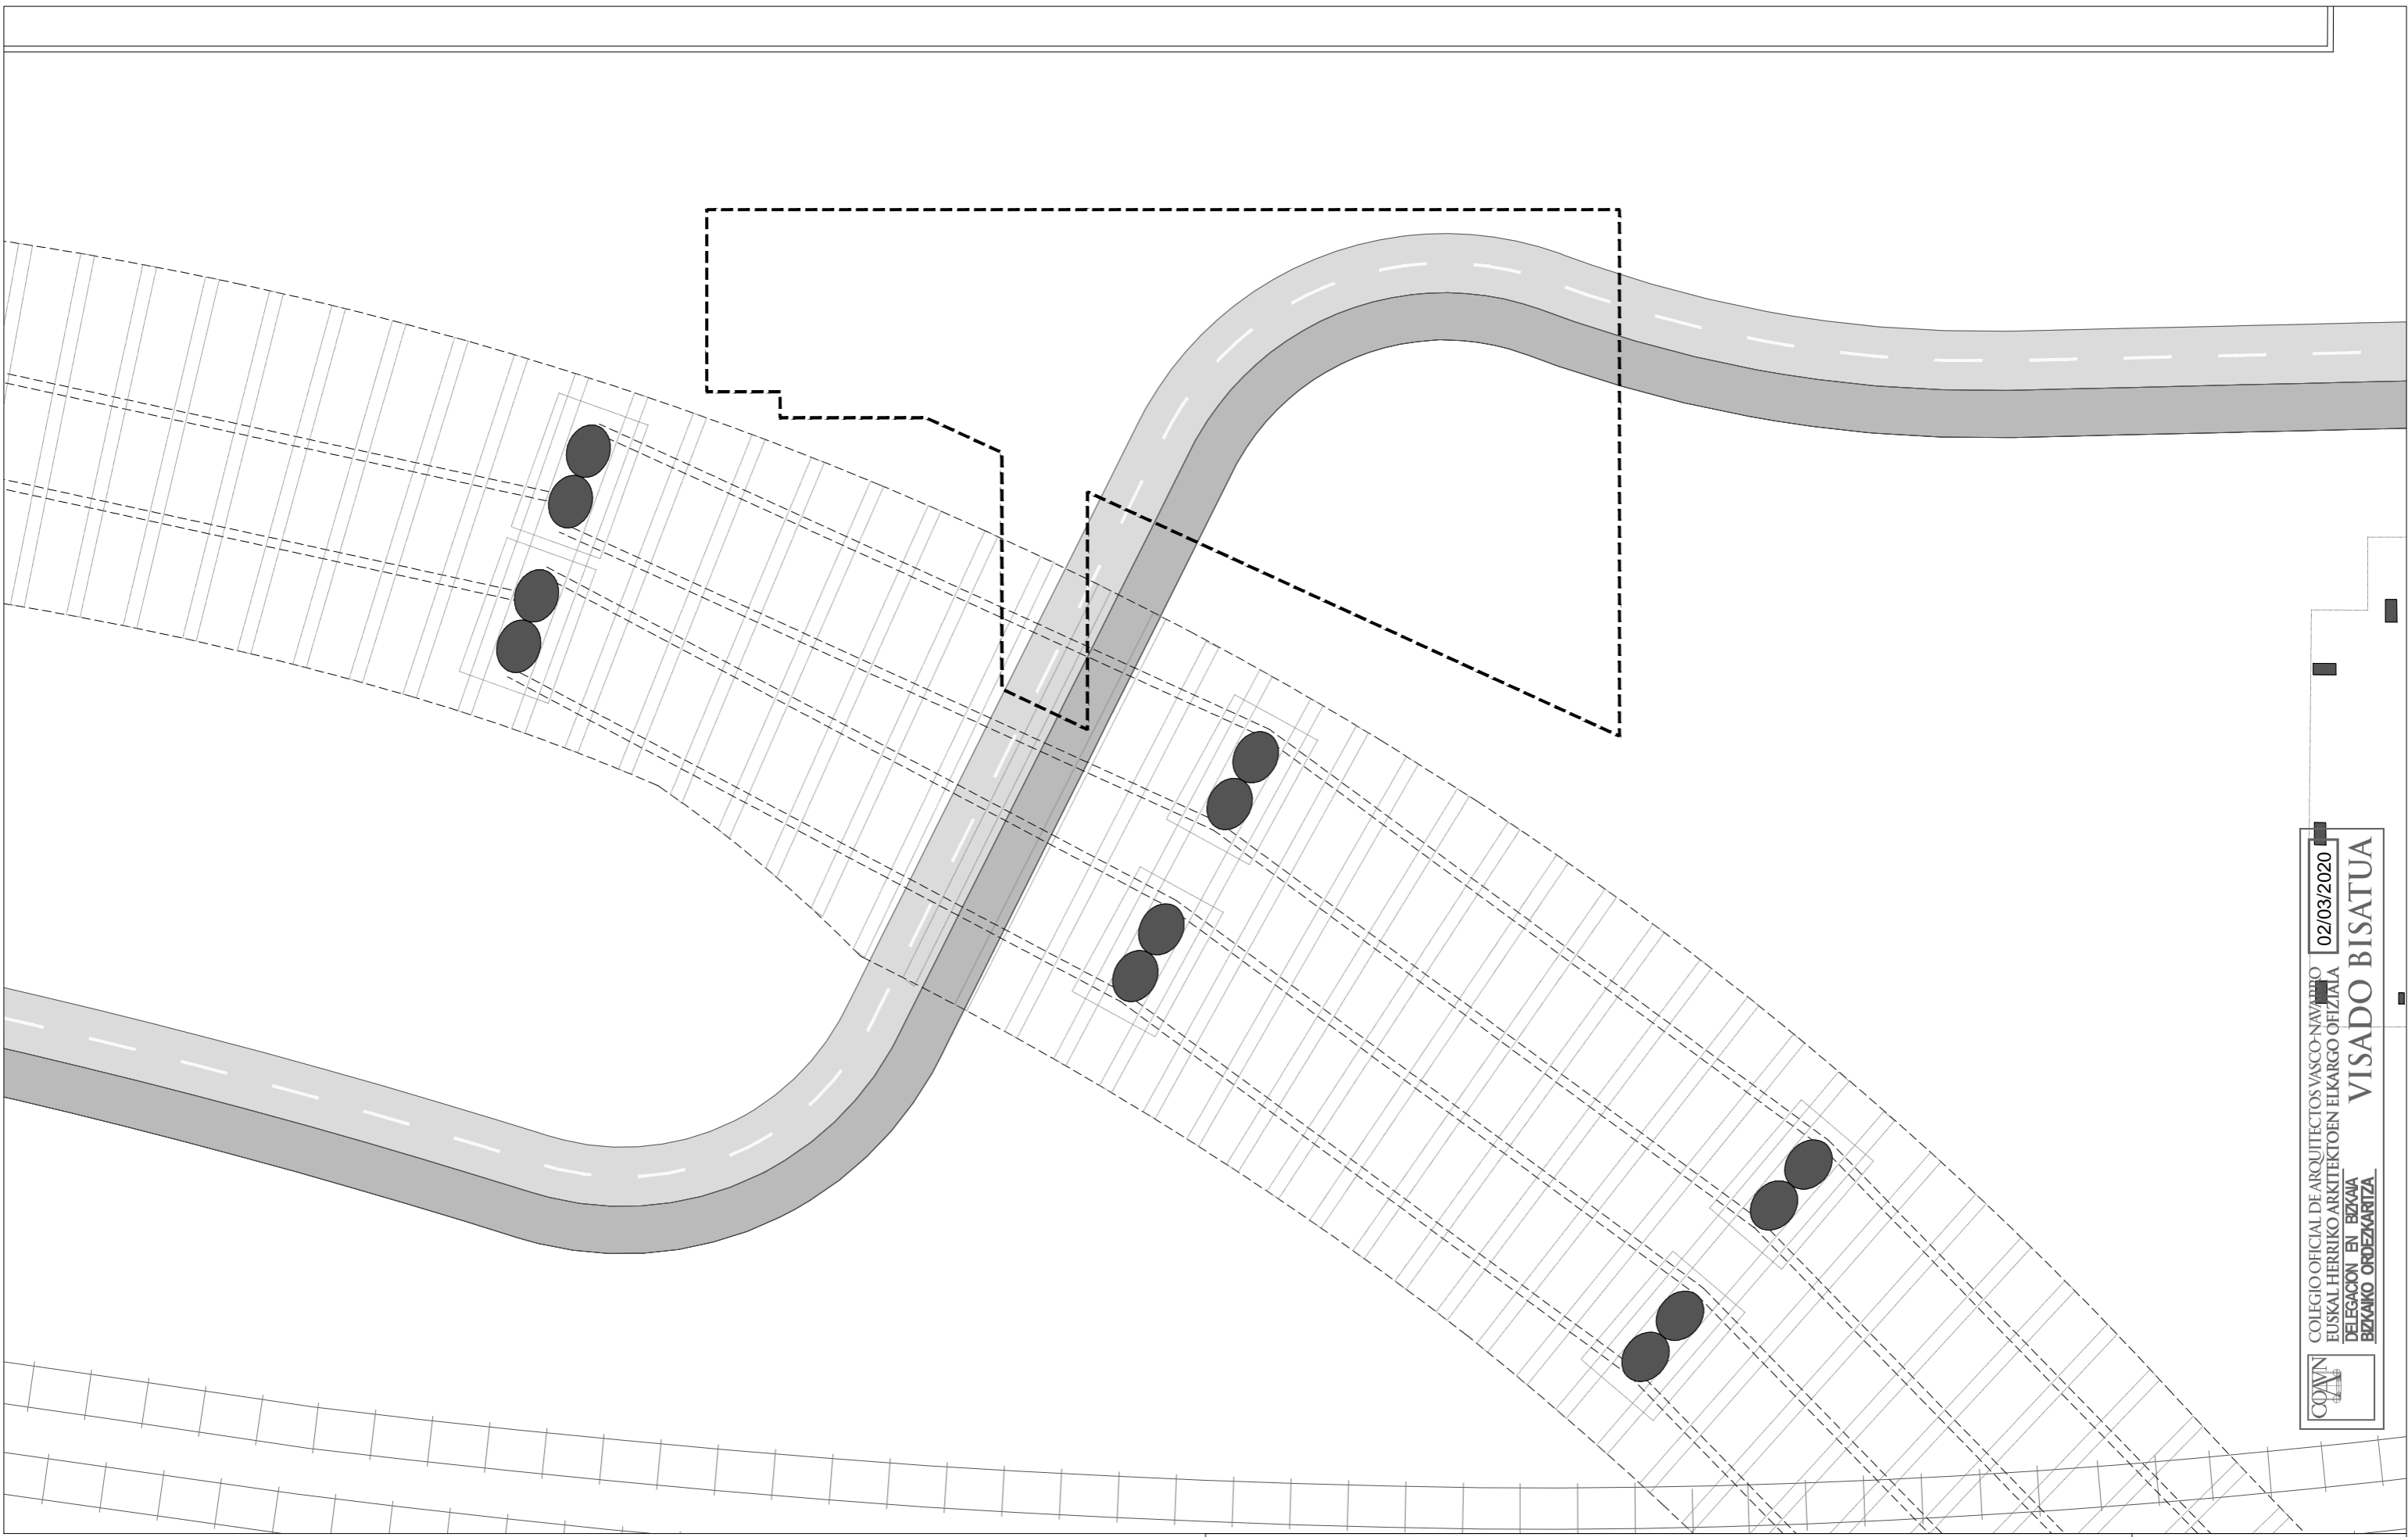 COLEGIO OFICIAL DE ARQUITECTOS VASCO-NAVARRO
EUSKAL HERRIKO ARKITEKTOEN ELKARGO OFIZIALA
DELEGACION EN BIZKAIA
BIZKAIKO ORDEZKARITZA
02/03/2020
VISADO BISATUA
COAVN